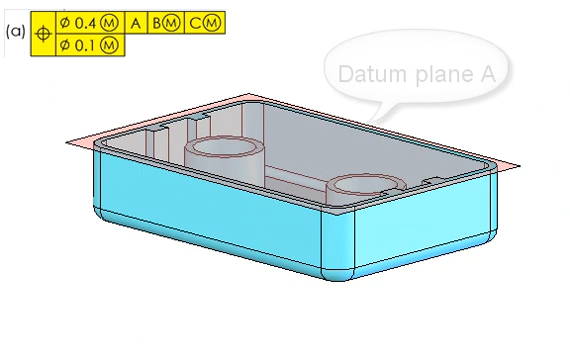 (a) ⌖ Ø 0.4 Ⓜ A BⓂ CⓂ
Ø 0.1 Ⓜ
Datum plane A